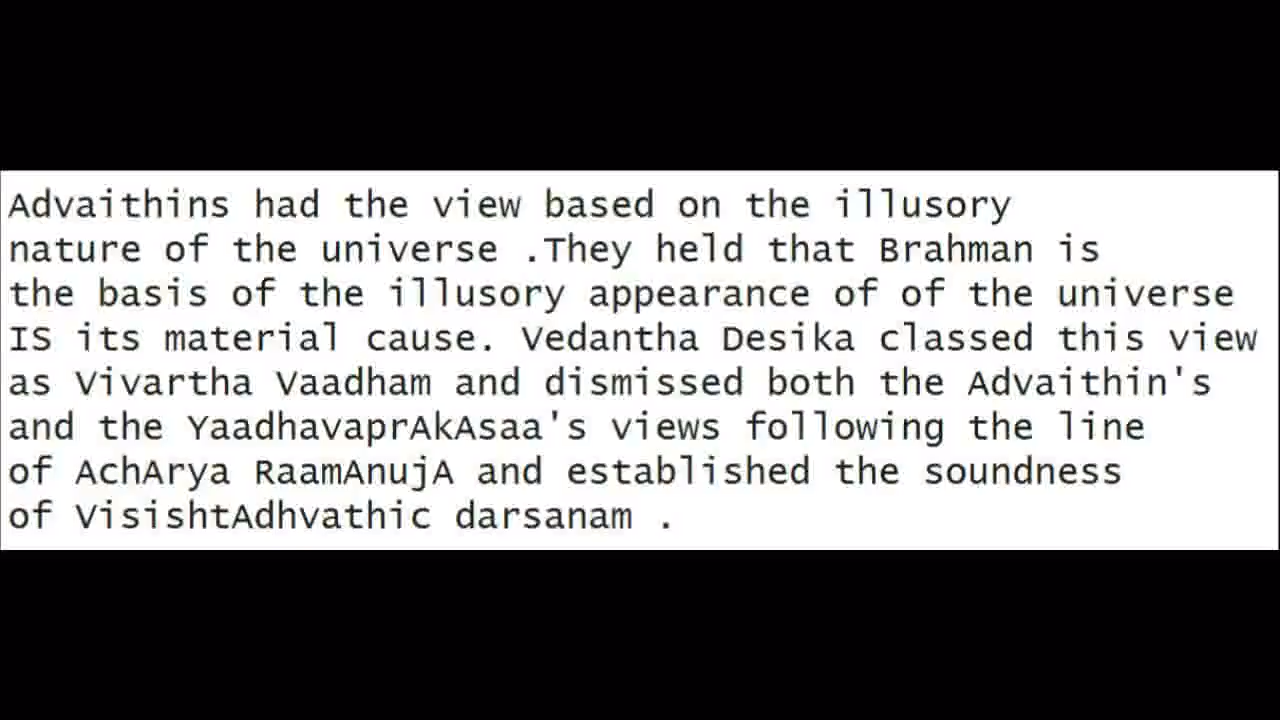 Advaithins had the view based on the illusory
nature of the universe .They held that Brahman is
the basis of the illusory appearance of of the universe
IS its material cause. Vedantha Desika classed this view
as Vivartha Vaadham and dismissed both the Advaithin's
and the YaadhavaprAkAsaa's views following the line
of AchArya RaamAnujA and established the soundness
of VisishtAdhvathic darsanam .